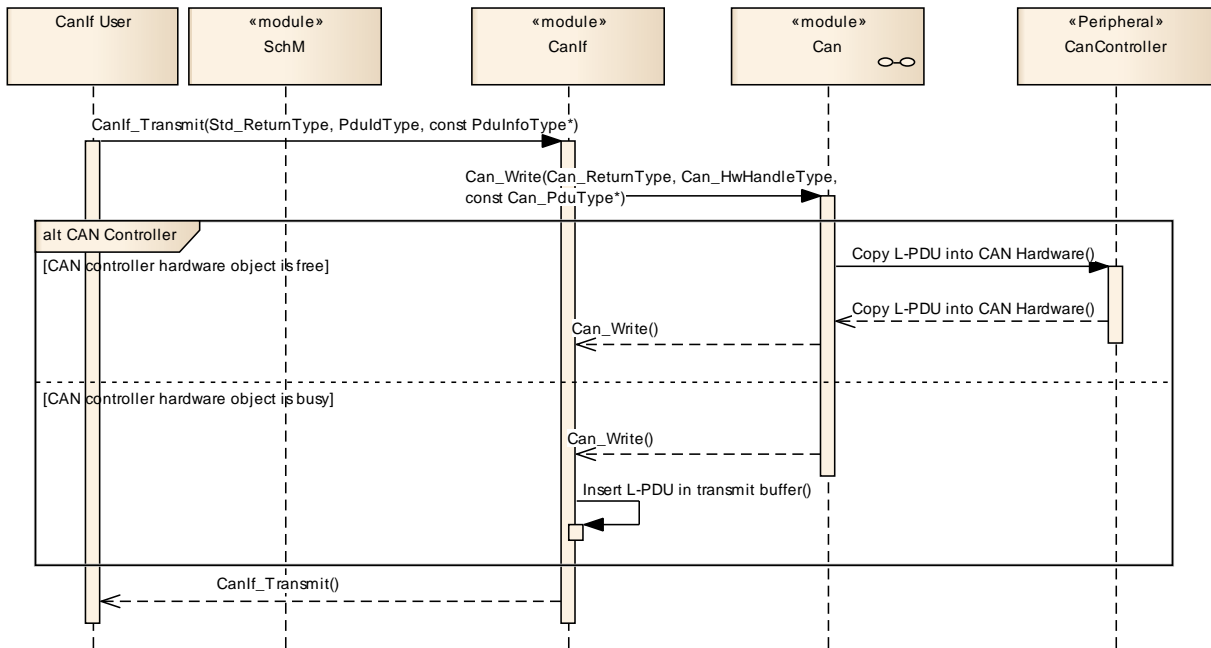 CanIf User
«module»
SchM
«module»
CanIf
«module»
Can
«Peripheral»
CanController
CanIf_Transmit(Std_ReturnType, PduIdType, const PduInfoType*)
Can_Write(Can_ReturnType, Can_HwHandleType,
const Can_PduType*)
alt CAN Controller
[CAN controller hardware object is free]
Copy L-PDU into CAN Hardware()
Copy L-PDU into CAN Hardware()
Can_Write()
[CAN controller hardware object is busy]
Can_Write()
Insert L-PDU in transmit buffer()
CanIf_Transmit()